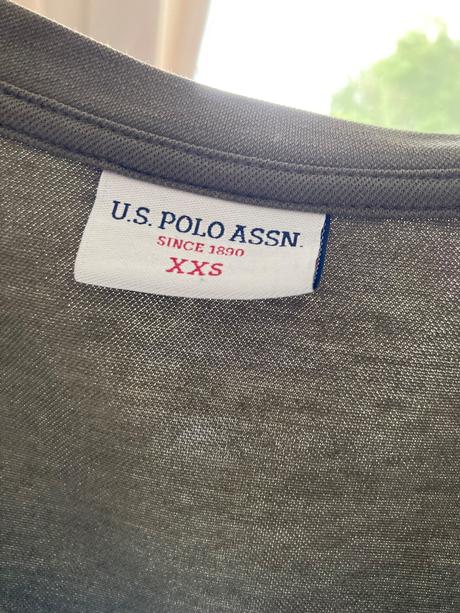 U.S. POLO ASSN.
SINCE 1890
XXS